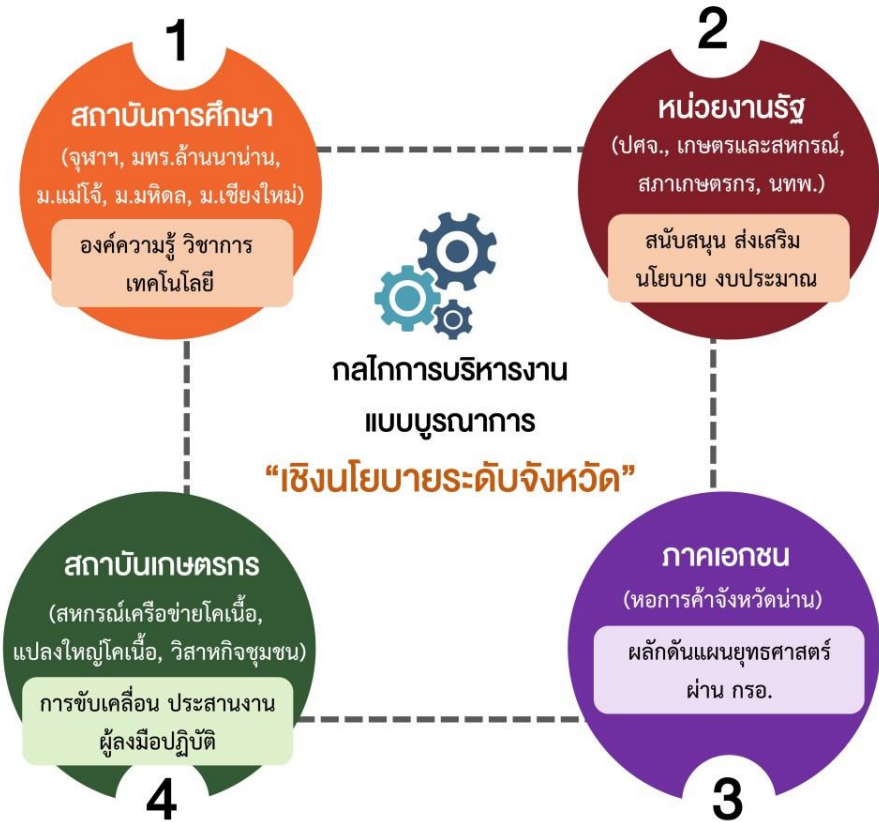 1
สถาบันการศึกษา
(จุฬาฯ, มทร.ล้านนาน่าน,
ม.แม่โจ้, ม.มหิดล, ม.เชียงใหม่)
องค์ความรู้ วิชาการ
เทคโนโลยี
2
หน่วยงานรัฐ
(ปศจ., เกษตรและสหกรณ์,
สภาเกษตรกร, นทพ.)
สนับสนุน ส่งเสริม
นโยบาย งบประมาณ
กลไกการบริหารงาน
แบบบูรณาการ
“เชิงนโยบายระดับจังหวัด”
ภาคเอกชน
(หอการค้าจังหวัดน่าน)
ผลักดันแผนยุทธศาสตร์
ผ่าน กรอ.
3
สถาบันเกษตรกร
(สหกรณ์เครือข่ายโคเนื้อ,
แปลงใหญ่โคเนื้อ, วิสาหกิจชุมชน)
การขับเคลื่อน ประสานงาน
ผู้ลงมือปฏิบัติ
4